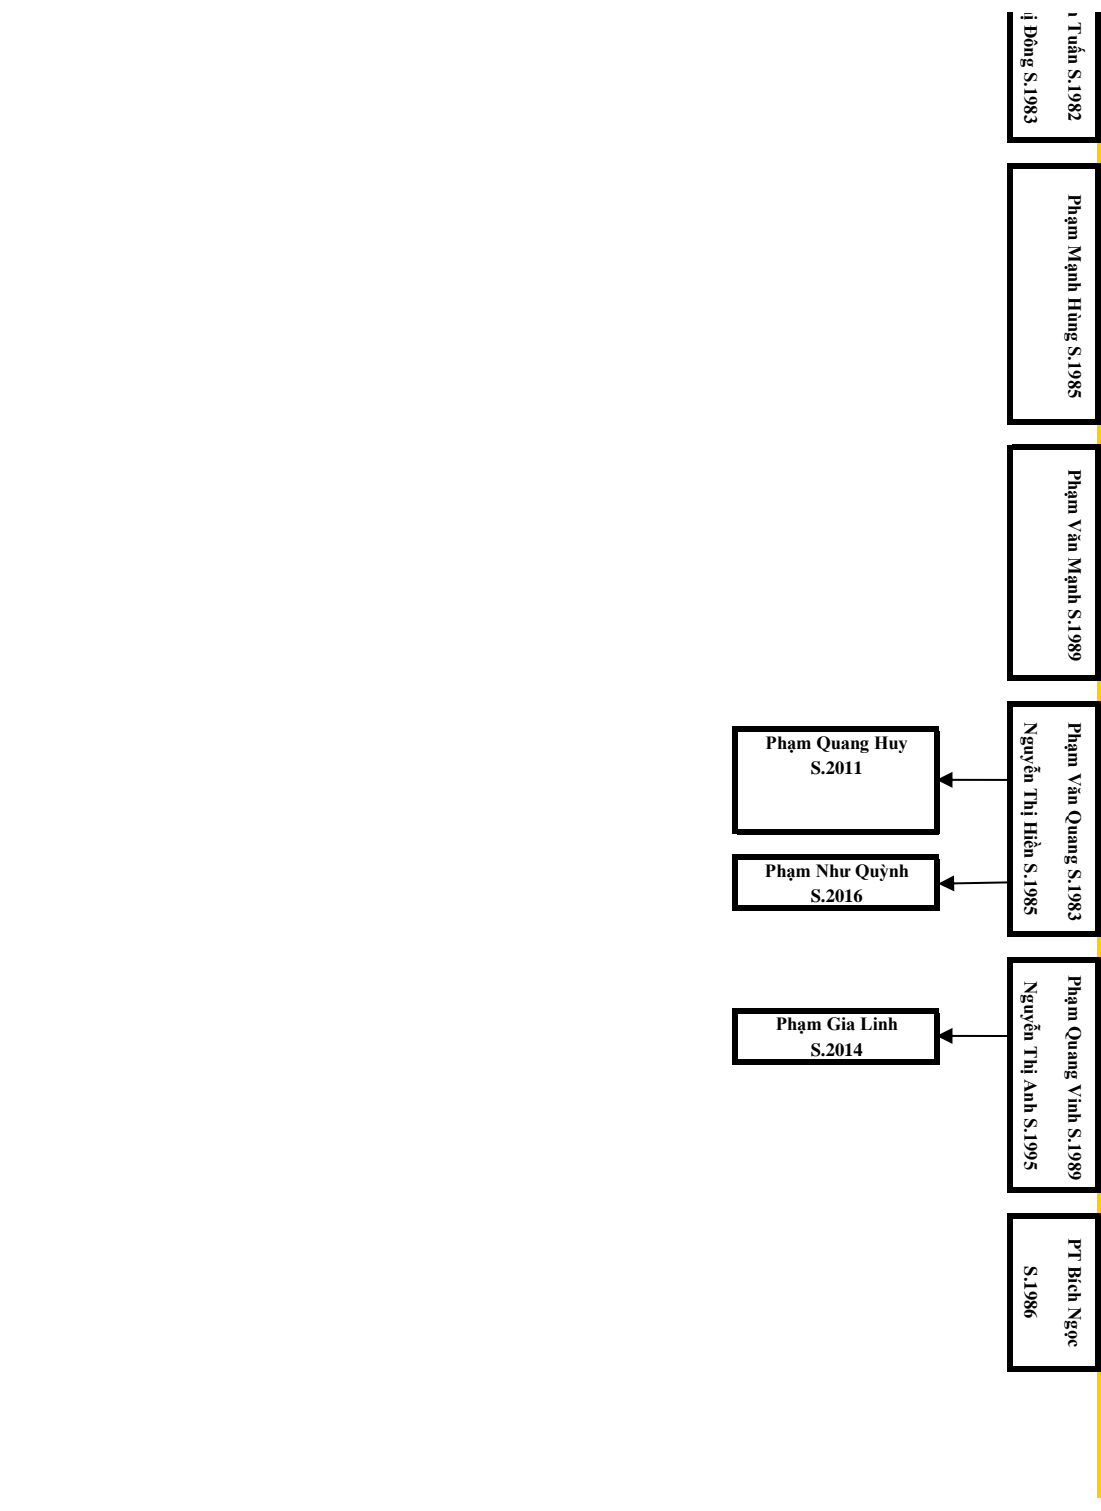 Tuấn S.1982
Đông S.1983
Phạm Mạnh Hùng S.1985
Phạm Văn Mạnh S.1989
Phạm Văn Quang S.1983
Nguyễn Thị Hiền S.1985
Phạm Quang Huy
S.2011
Phạm Như Quỳnh
S.2016
Phạm Quang Vinh S.1989
Nguyễn Thị Anh S.1995
Phạm Gia Linh
S.2014
PT Bích Ngọc
S.1986